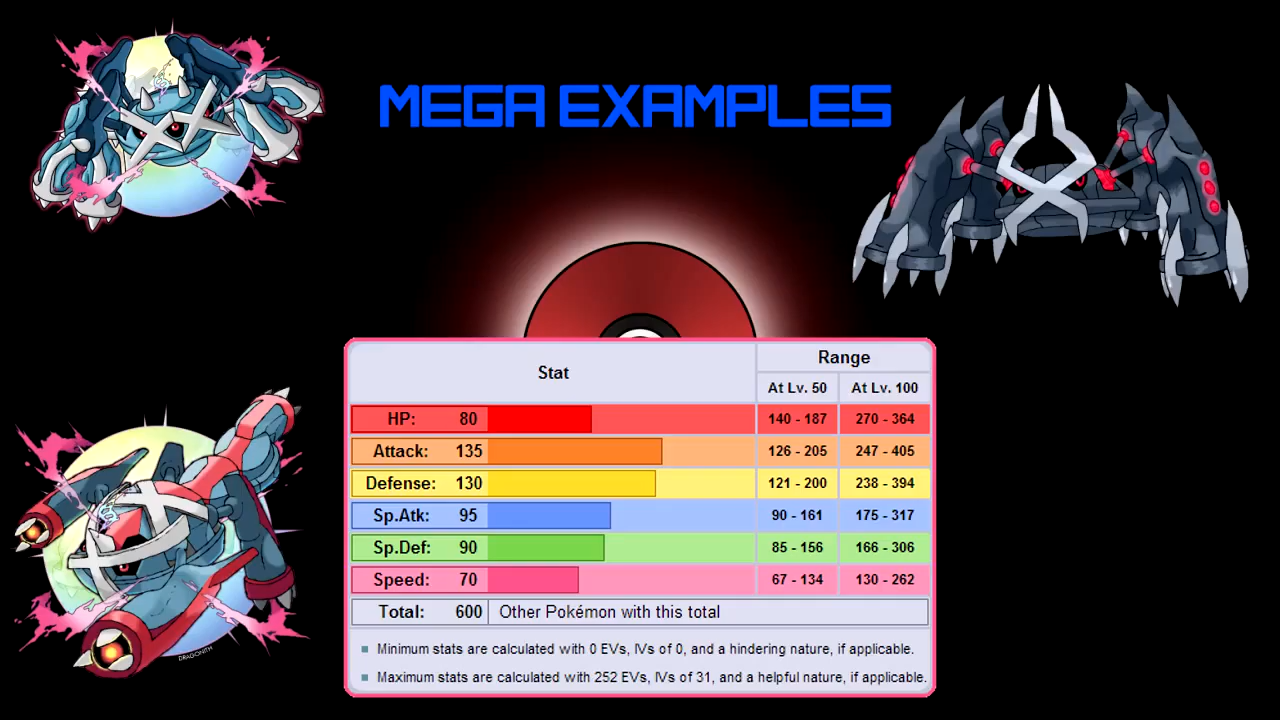 MEGA EXAMPLES
Stat
Range
At Lv. 50 At Lv. 100
HP: 80 140 - 187 270 - 364
Attack: 135 126 - 205 247 - 405
Defense: 130 121 - 200 238 - 394
Sp.Atk: 95 90 - 161 175 - 317
Sp.Def: 90 85 - 156 166 - 306
Speed: 70 67 - 134 130 - 262
Total: 600 Other Pokémon with this total
Minimum stats are calculated with 0 EVs, IVs of 0, and a hindering nature, if applicable.
Maximum stats are calculated with 252 EVs, IVs of 31, and a helpful nature, if applicable.
DRAGONITH